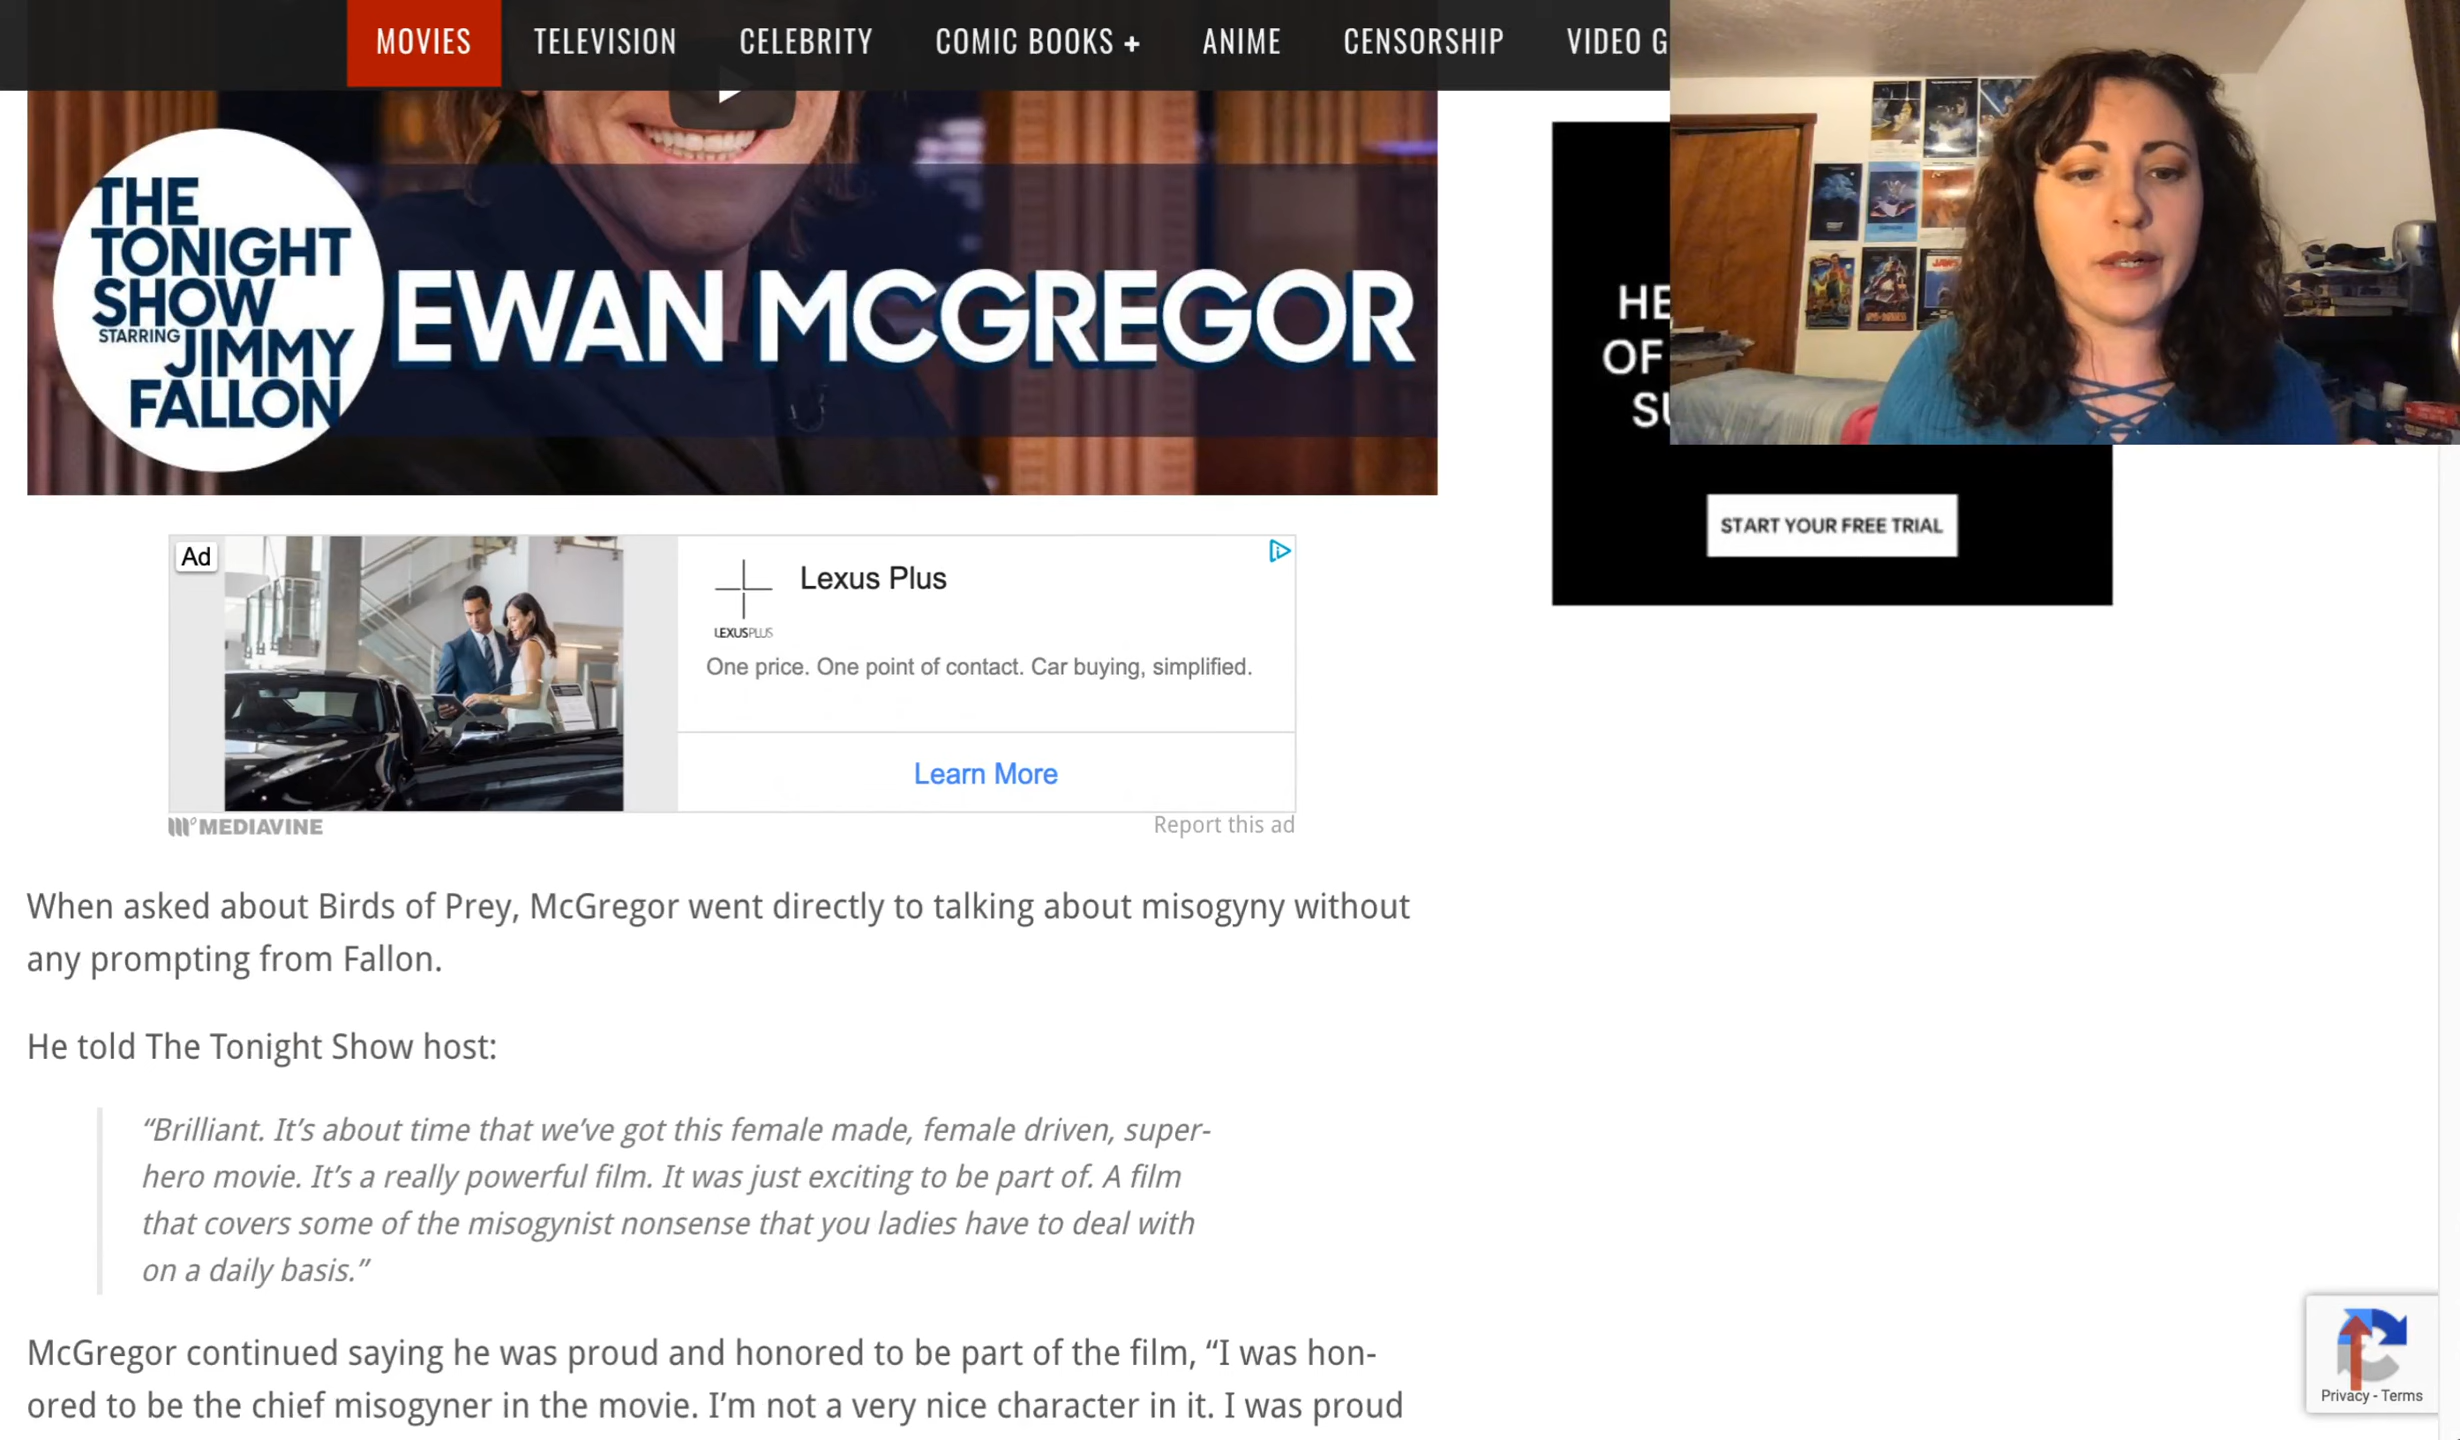 MOVIES
TELEVISION
CELEBRITY
COMIC BOOKS +
ANIME
CENSORSHIP
VIDEO G
THE
TONIGHT
SHOW
STARRING
JIMMY
FALLON
EWAN MCGREGOR
HE
OF
JAWS
START YOUR FREE TRIAL
Ad
Lexus Plus
LEXUSPLUS
One price. One point of contact. Car buying, simplified.
Learn More
MEDIAVINE
Report this ad
When asked about Birds of Prey, McGregor went directly to talking about misogyny without
any prompting from Fallon.
He told The Tonight Show host:
“Brilliant. It’s about time that we’ve got this female made, female driven, super-
hero movie. It’s a really powerful film. It was just exciting to be part of. A film
that covers some of the misogynist nonsense that you ladies have to deal with
on a daily basis.”
McGregor continued saying he was proud and honored to be part of the film, “I was hon-
ored to be the chief misogyner in the movie. I’m not a very nice character in it. I was proud
Privacy - Terms